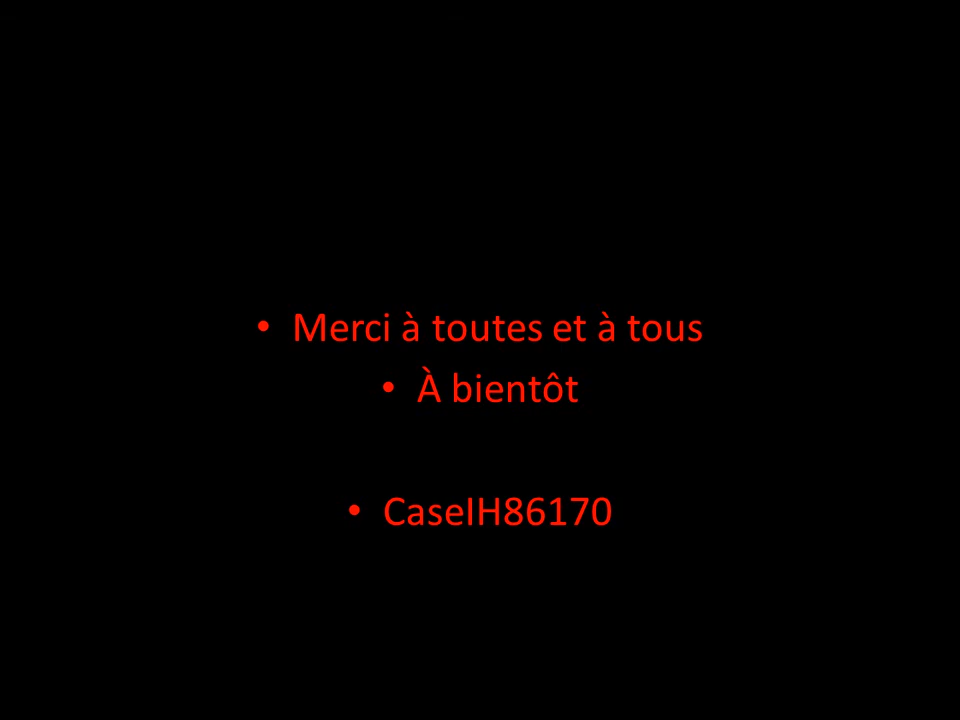 • Merci à toutes et à tous
• À bientôt
• CaseIH86170